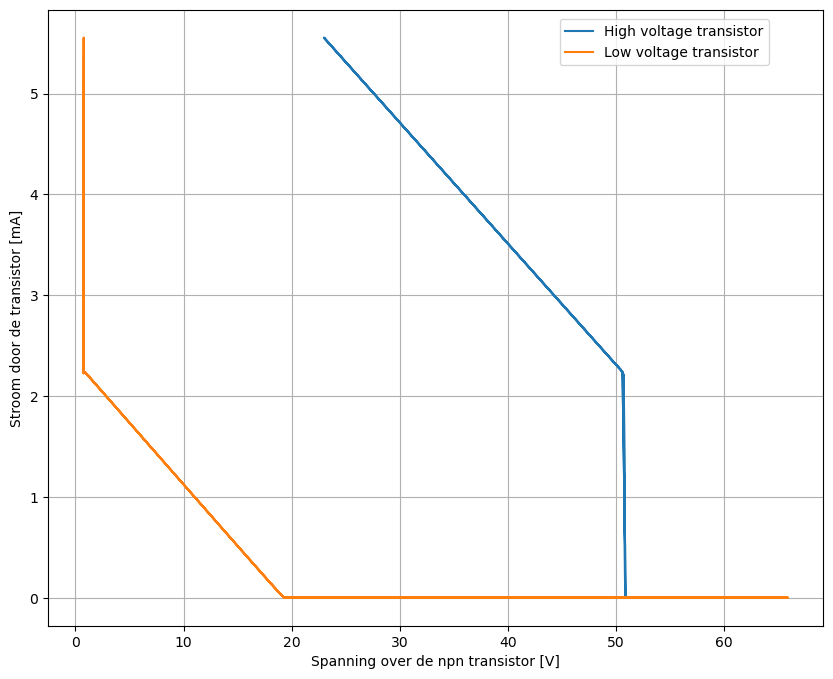 High voltage transistor
Low voltage transistor
Stroom door de transistor [mA]
5
4
3
2
1
0
0 10 20 30 40 50 60
Spanning over de npn transistor [V]